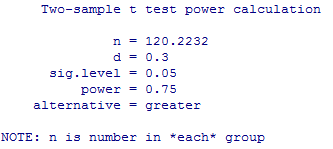 Two-sample t test power calculation
n = 120.2232
d = 0.3
sig.level = 0.05
power = 0.75
alternative = greater
NOTE: n is number in *each* group